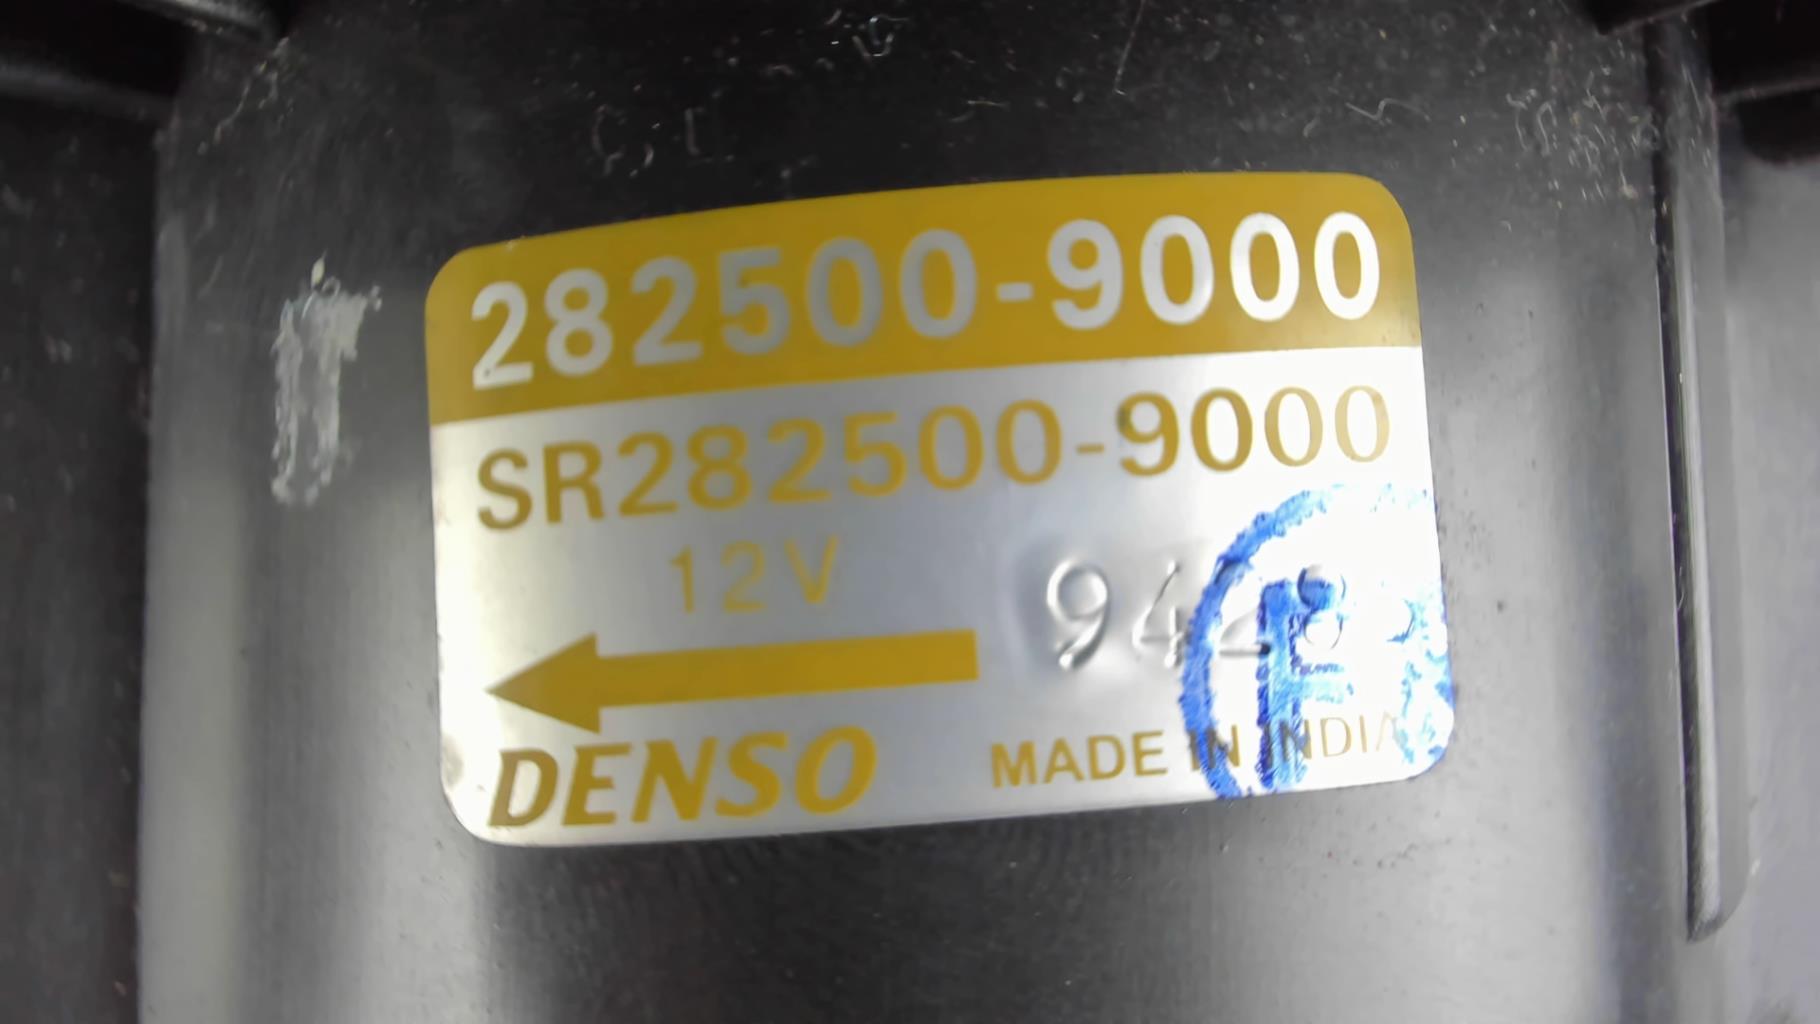 282500-9000
SR282500-9000
12V
DENSO
MADE IN INDIA